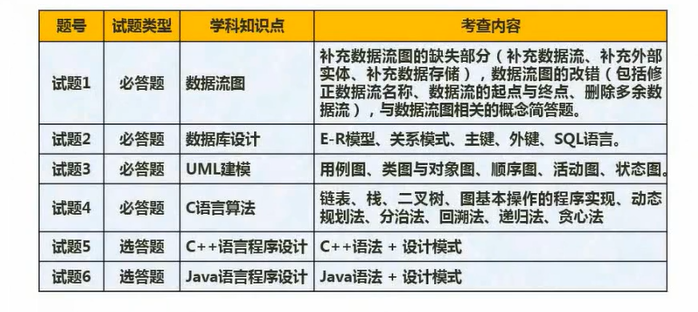 题号 试题类型 学科知识点 考查内容
试题1 必答题 数据流图 补充数据流图的缺失部分（补充数据流、补充外部
实体、补充数据存储），数据流图的改错（包括修
正数据流名称、数据流的起点与终点、删除多余数
据流），与数据流图相关的概念简答题。
试题2 必答题 数据库设计 E-R模型、关系模式、主键、外键、SQL语言。
试题3 必答题 UML建模 用例图、类图与对象图、顺序图、活动图、状态图。
试题4 必答题 C语言算法 链表、栈、二叉树、图基本操作的程序实现、动态
规划法、分治法、回溯法、递归法、贪心法
试题5 选答题 C++语言程序设计 C++语法 + 设计模式
试题6 选答题 Java语言程序设计 Java语法 + 设计模式